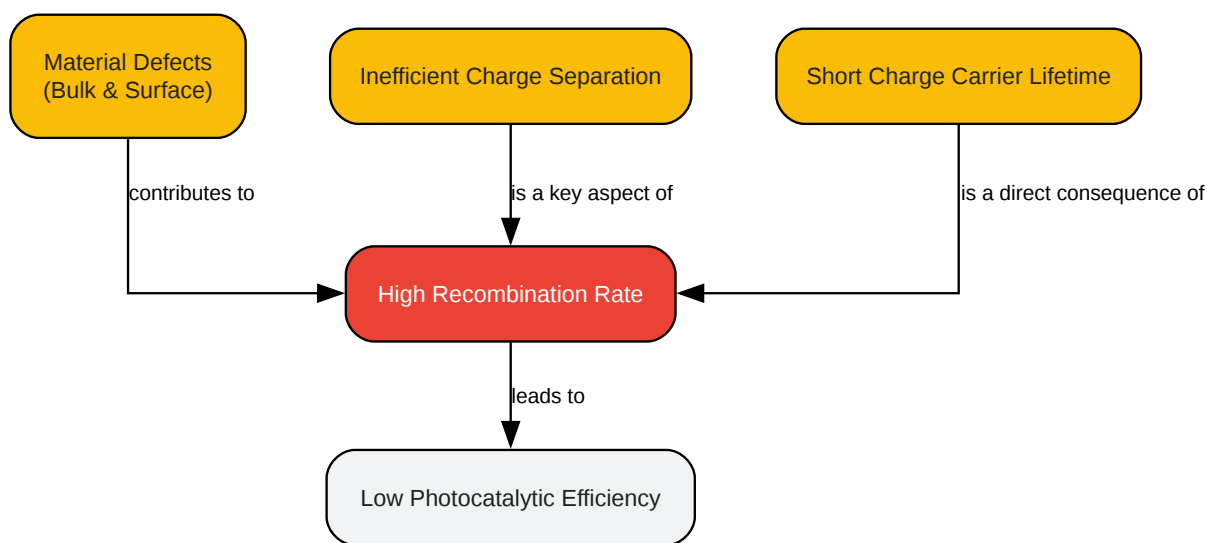 Material Defects
(Bulk & Surface)
Inefficient Charge Separation
Short Charge Carrier Lifetime
contributes to
is a key aspect of
is a direct consequence of
High Recombination Rate
leads to
Low Photocatalytic Efficiency